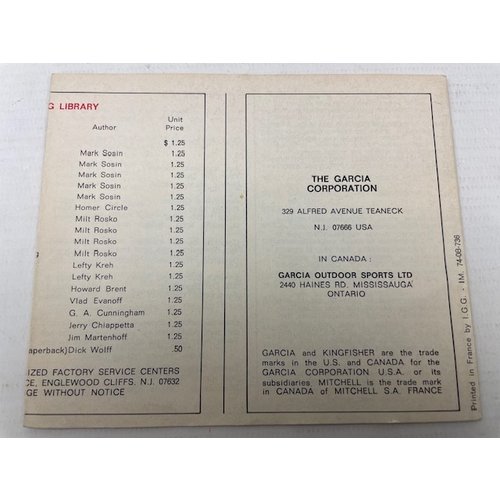 G LIBRARY
Author Unit Price
$ 1.25
Mark Sosin 1.25
Mark Sosin 1.25
Mark Sosin 1.25
Mark Sosin 1.25
Mark Sosin 1.25
Homer Circle 1.25
Milt Rosko 1.25
Milt Rosko 1.25
Milt Rosko 1.25
Milt Rosko 1.25
Lefty Kreh 1.25
Lefty Kreh 1.25
Howard Brent 1.25
Vlad Evanoff 1.25
G. A. Cunningham 1.25
Jerry Chiappetta 1.25
Jim Martenhoff 1.25
aperback) Dick Wolff .50
IZED FACTORY SERVICE CENTERS
CE, ENGLEWOOD CLIFFS. N.J. 07632
GE WITHOUT NOTICE
THE GARCIA
CORPORATION
329 ALFRED AVENUE TEANECK
N.J. 07666 USA
IN CANADA :
GARCIA OUTDOOR SPORTS LTD
2440 HAINES RD. MISSISSAUGA
ONTARIO
GARCIA and KINGFISHER are the trade
marks in the U.S. and CANADA for the
GARCIA CORPORATION U.S.A. or its
subsidiaries MITCHELL is the trade mark
in CANADA of MITCHELL S.A. FRANCE
Printed in France by I.G.G. - IM. 74-08-736